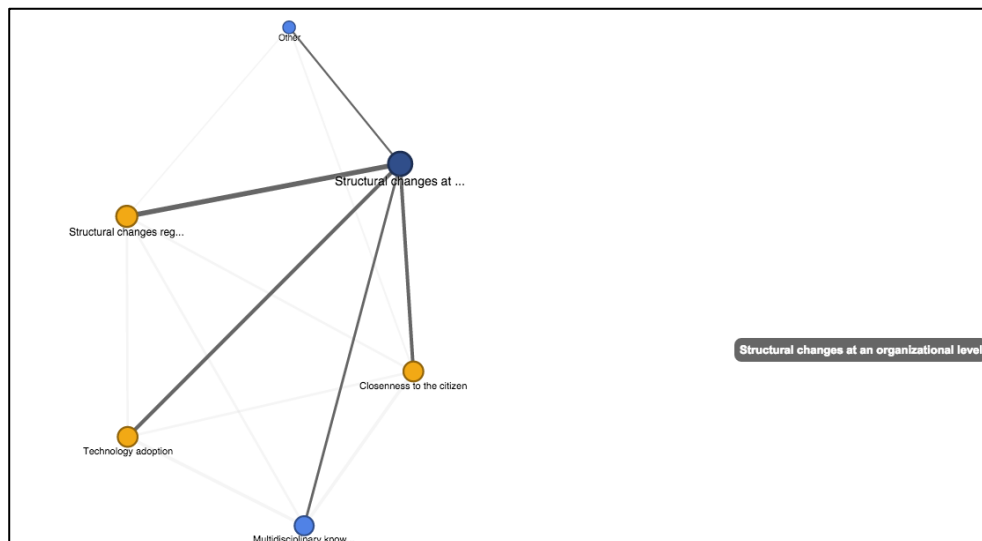 Other
Structural changes at ...
Structural changes reg...
Structural changes at an organizational level
Closenness to the citizen
Technology adoption
Multidisciplinary know...